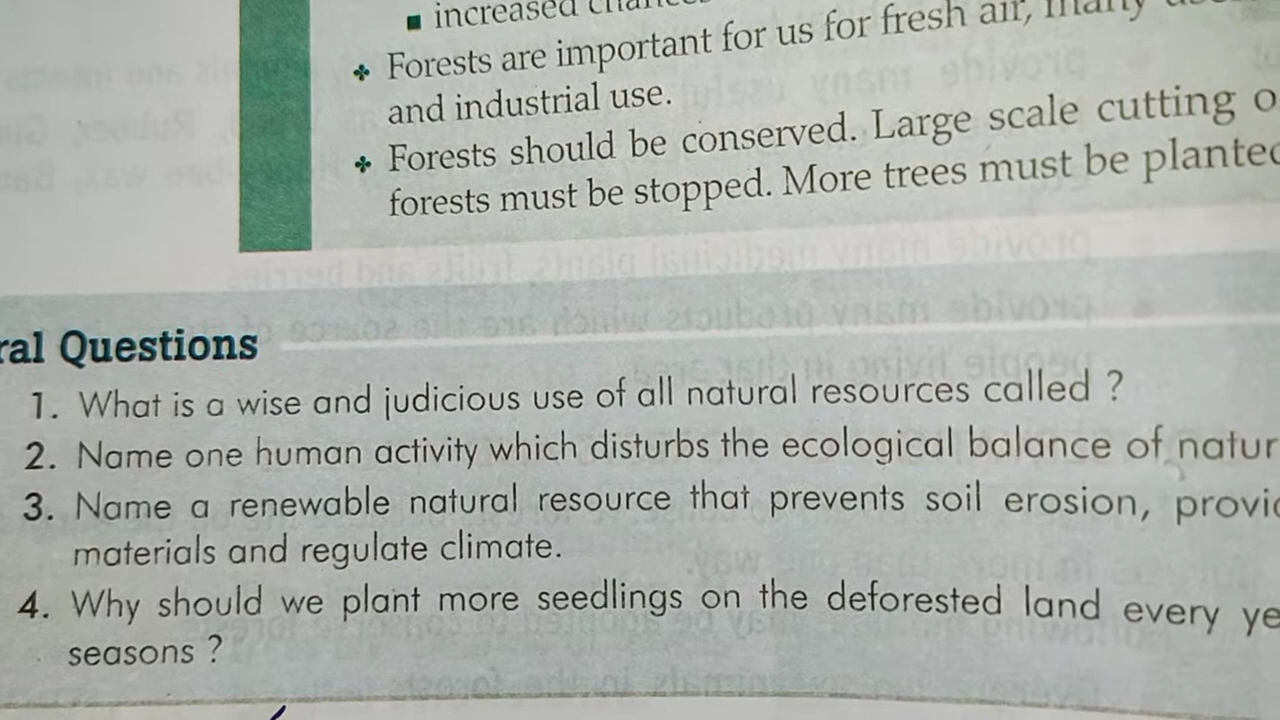 ▪ increased
❖ Forests are important for us for fresh air, many
and industrial use.
❖ Forests should be conserved. Large scale cutting
forests must be stopped. More trees must be planted
Questions
1. What is a wise and judicious use of all natural resources called ?
2. Name one human activity which disturbs the ecological balance of natur
3. Name a renewable natural resource that prevents soil erosion,
materials and regulate climate.
4. Why should we plant more seedlings on the deforested land every
seasons ?